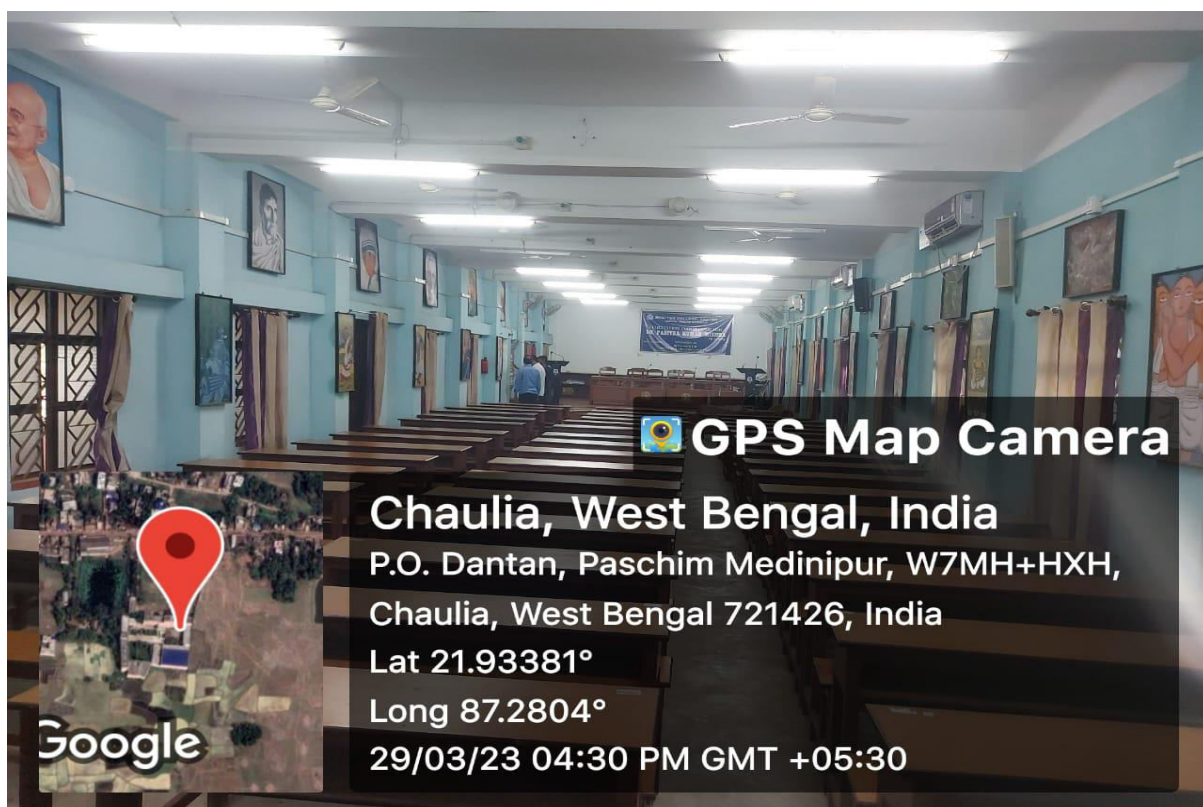 GPS Map Camera
Chaulia, West Bengal, India
P.O. Dantan, Paschim Medinipur, W7MH+HXH,
Chaulia, West Bengal 721426, India
Lat 21.93381°
Long 87.2804°
29/03/23 04:30 PM GMT +05:30
Google